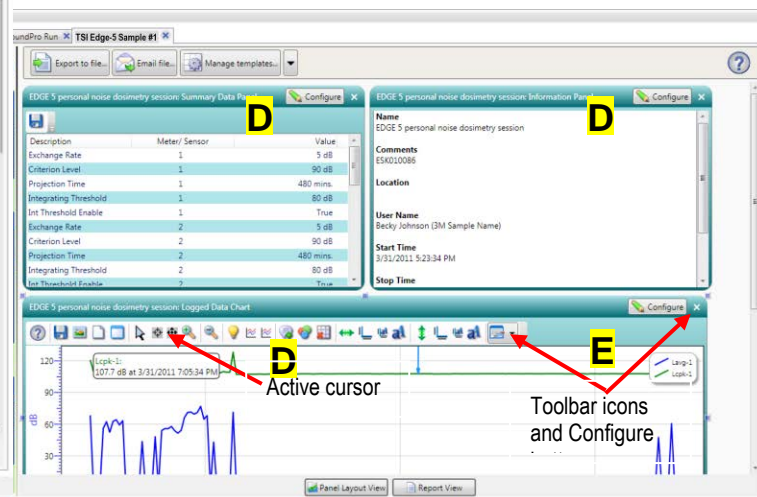 oundPro Run TSI Edge-5 Sample #1
Export to file... Email file... Manage templates...
EDGE 5 personal noise dosimetry session: Summary Data Panel Configure
D
Description Meter/ Sensor Value
Exchange Rate 1 5 dB
Criterion Level 1 90 dB
Projection Time 1 480 mins.
Integrating Threshold 1 80 dB
Int Threshold Enable 1 True
Exchange Rate 2 5 dB
Criterion Level 2 90 dB
Projection Time 2 480 mins.
Integrating Threshold 2 80 dB
Int Threshold Enable 2 True
EDGE 5 personal noise dosimetry session: Information Panel Configure
D
Name
EDGE 5 personal noise dosimetry session
Comments
ESK010086
Location
User Name
Becky Johnson (3M Sample Name)
Start Time
3/31/2011 5:23:34 PM
Stop Time
EDGE 5 personal noise dosimetry session: Logged Data Chart Configure
al al
D
E
Lcpk-1:
107.7 dB at 3/31/2011 7:05:34 PM
Lavg-1
Lcpk-1
120
90
60
30
dB
Active cursor
Toolbar icons
and Configure
Panel Layout View Report View